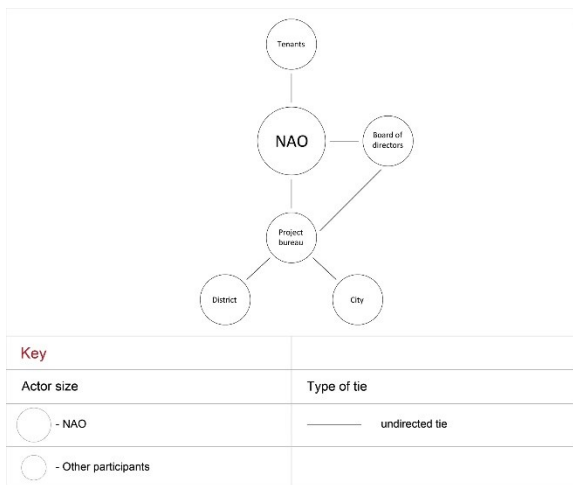 Tenants
NAO
Board of
directors
Project
bureau
District
City
Key
Actor size
Type of tie
- NAO
undirected tie
- Other participants